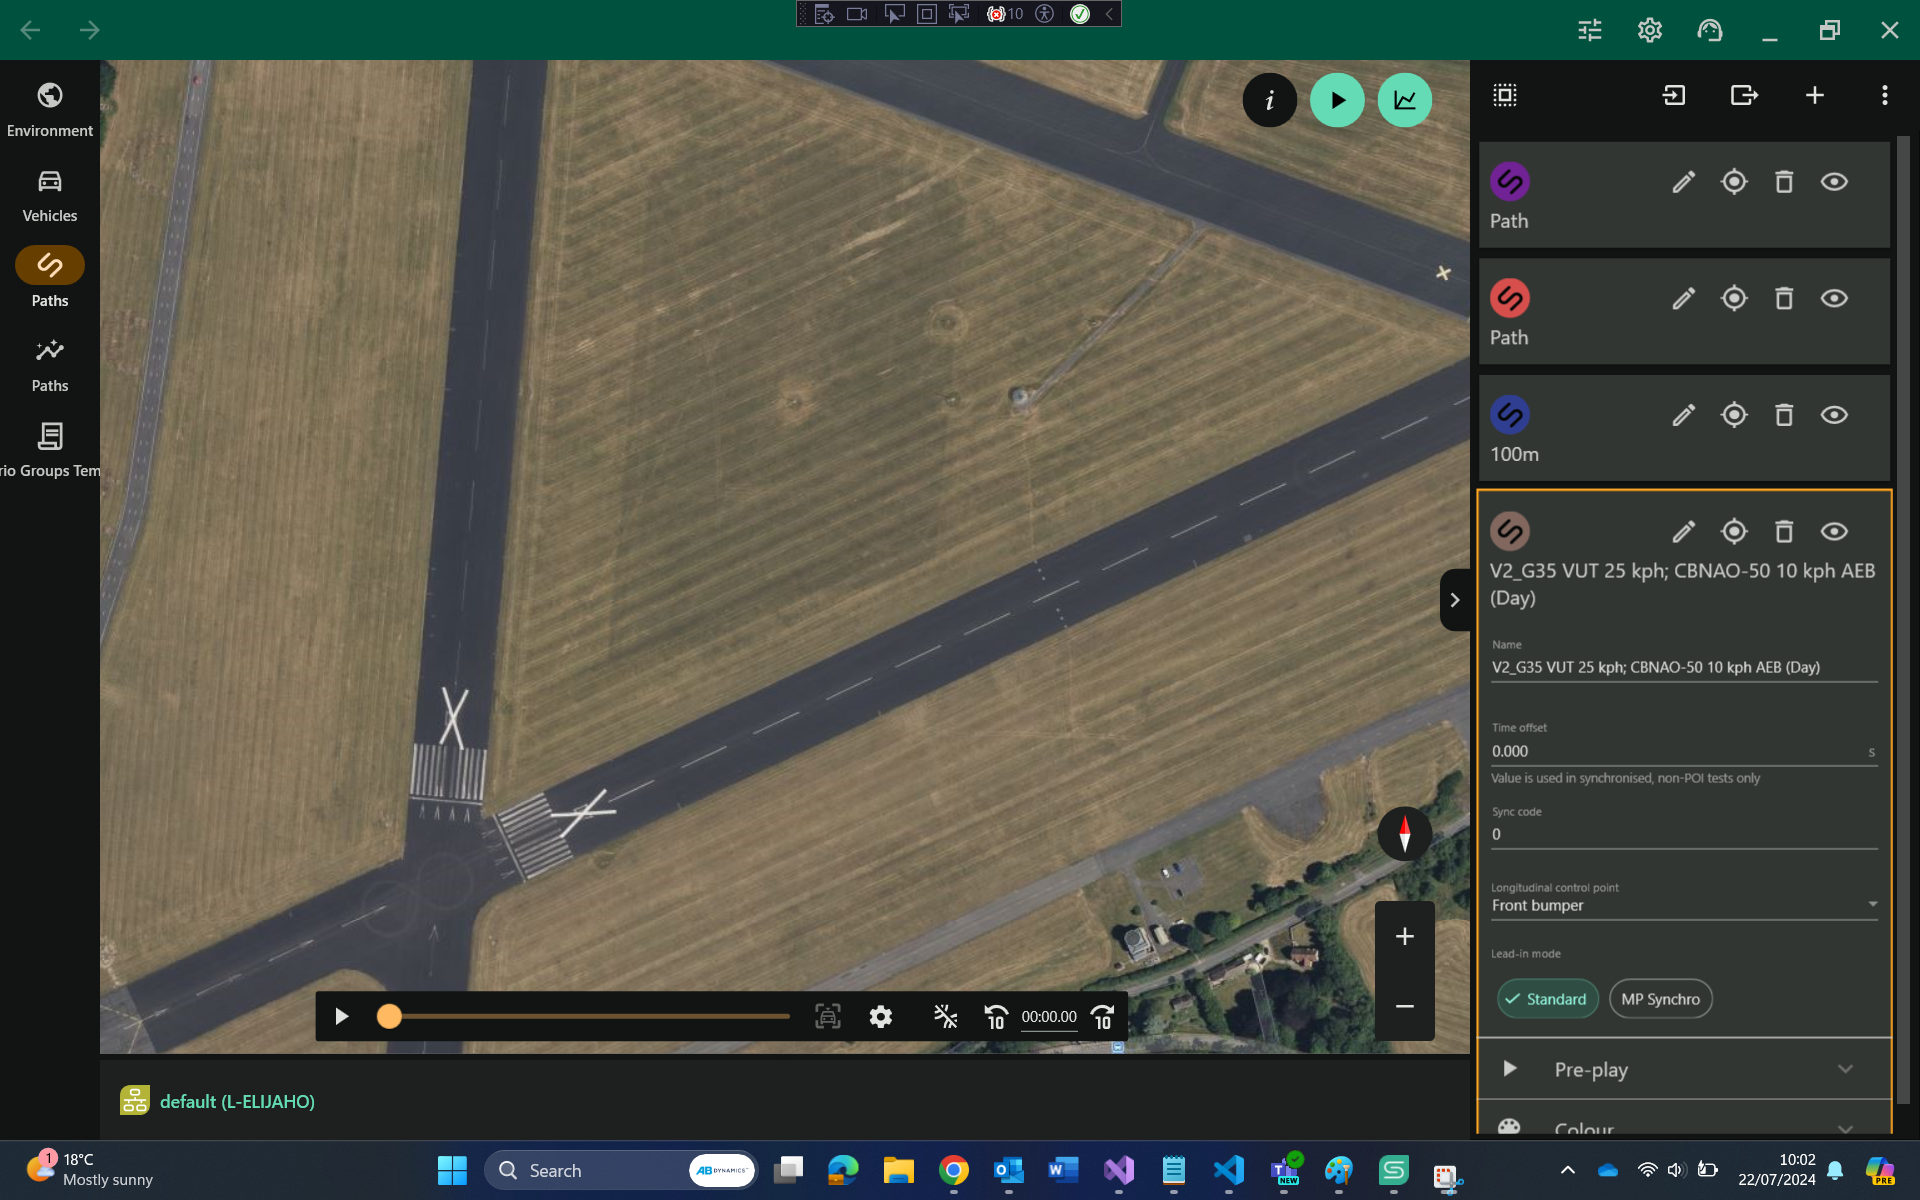 10
Environment
Vehicles
Paths
Paths
rio Groups Tem
i
Path
Path
100m
V2_G35 VUT 25 kph; CBNAO-50 10 kph AEB
(Day)
Name
V2_G35 VUT 25 kph; CBNAO-50 10 kph AEB (Day)
Time offset
0.000 s
Value is used in synchronised, non-POI tests only
Sync code
0
Longitudinal control point
Front bumper
Lead-in mode
Standard MP Synchro
Pre-play
Colour
10 00:00.00 10
default (L-ELIJAHO)
1 18°C
Mostly sunny
Search
AB DYNAMICS
NEW
10:02
22/07/2024
PRE